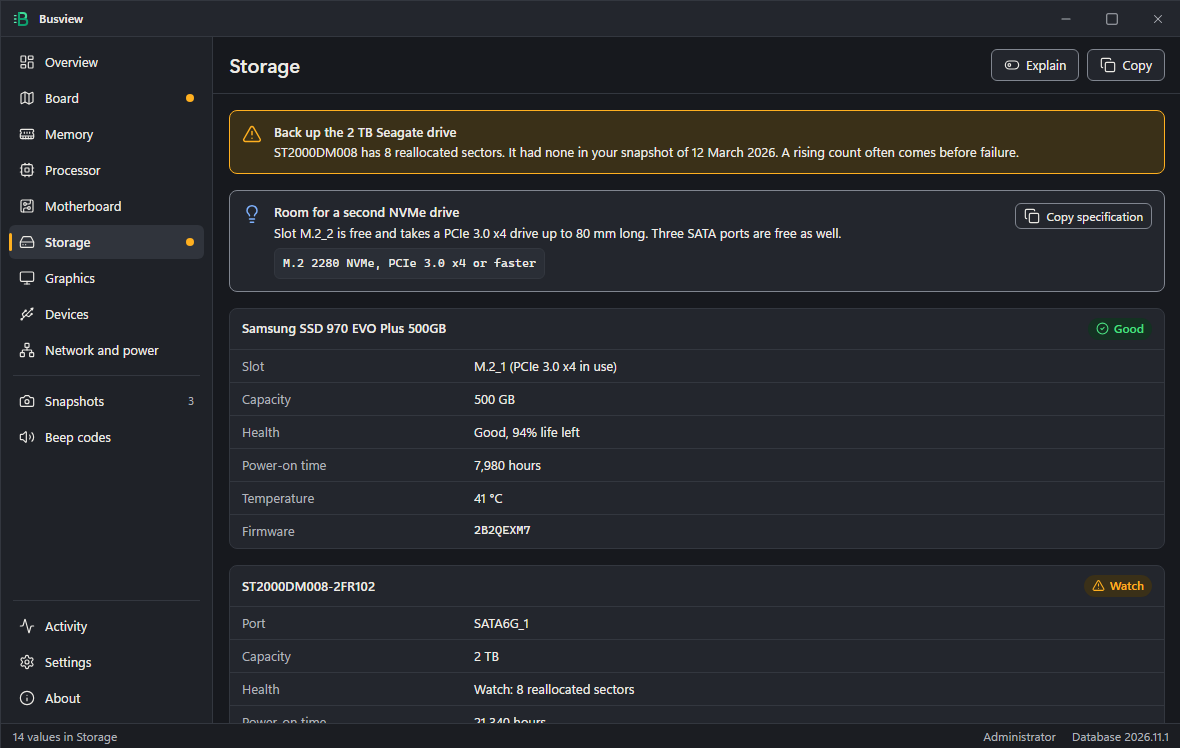 Busview
Overview
Board
Memory
Processor
Motherboard
Storage
Graphics
Devices
Network and power
Snapshots 3
Beep codes
Activity
Settings
About
Storage
Explain
Copy
Back up the 2 TB Seagate drive
ST2000DM008 has 8 reallocated sectors. It had none in your snapshot of 12 March 2026. A rising count often comes before failure.
Room for a second NVMe drive
Slot M.2_2 is free and takes a PCIe 3.0 x4 drive up to 80 mm long. Three SATA ports are free as well.
M.2 2280 NVMe, PCIe 3.0 x4 or faster
Copy specification
Samsung SSD 970 EVO Plus 500GB
Good
Slot M.2_1 (PCIe 3.0 x4 in use)
Capacity 500 GB
Health Good, 94% life left
Power-on time 7,980 hours
Temperature 41 °C
Firmware 2B2QEXM7
ST2000DM008-2FR102
Watch
Port SATA6G_1
Capacity 2 TB
Health Watch: 8 reallocated sectors
Power-on time 21,340 hours
14 values in Storage
Administrator
Database 2026.11.1